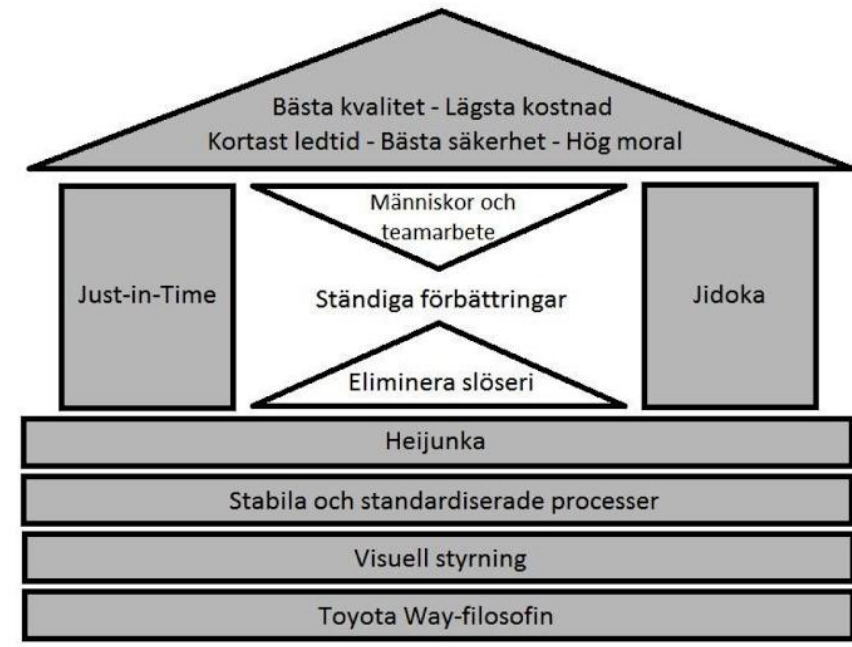 Bästa kvalitet - Lägsta kostnad
Kortast ledtid - Bästa säkerhet - Hög moral
Människor och
teamarbete
Just-in-Time
Ständiga förbättringar
Jidoka
Eliminera slöseri
Heijunka
Stabila och standardiserade processer
Visuell styrning
Toyota Way-filosofin